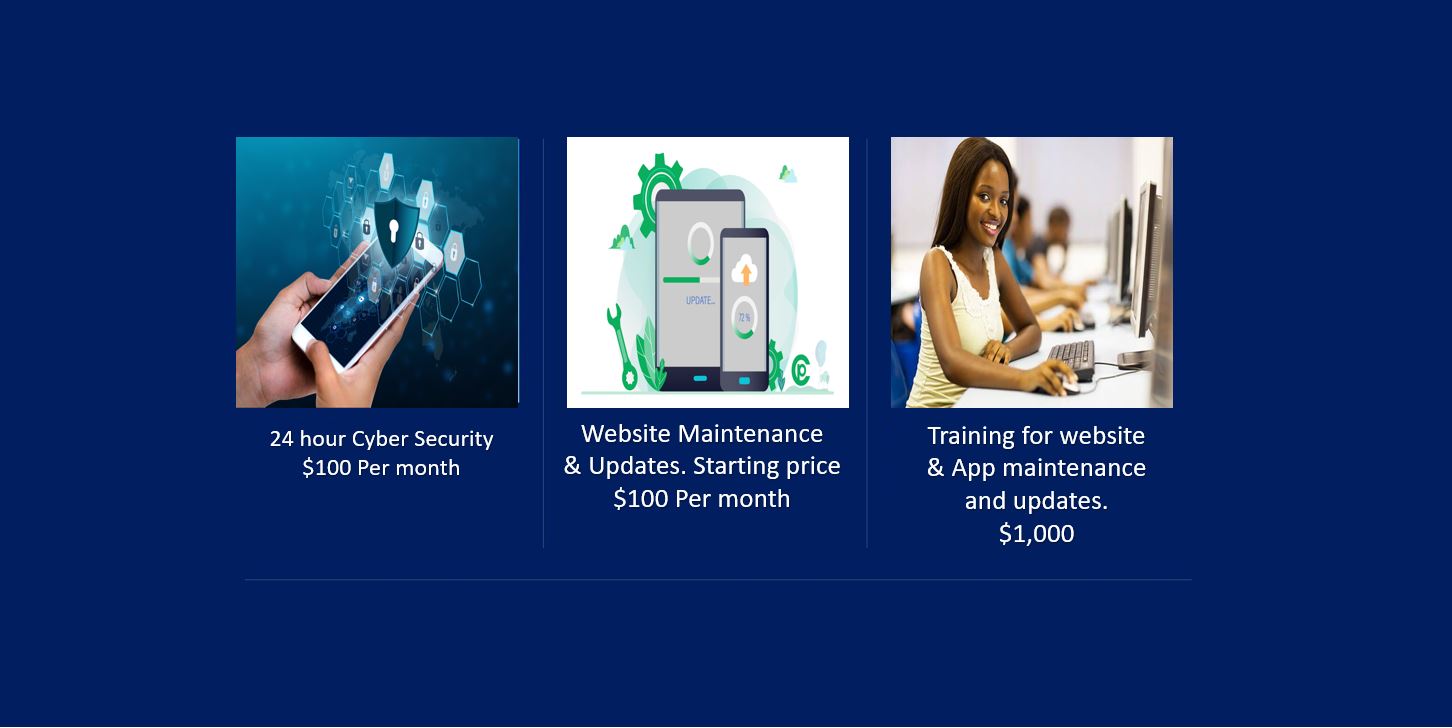 UPDATE...
72 %
24 hour Cyber Security
$100 Per month
Website Maintenance
& Updates. Starting price
$100 Per month
Training for website
& App maintenance
and updates.
$1,000